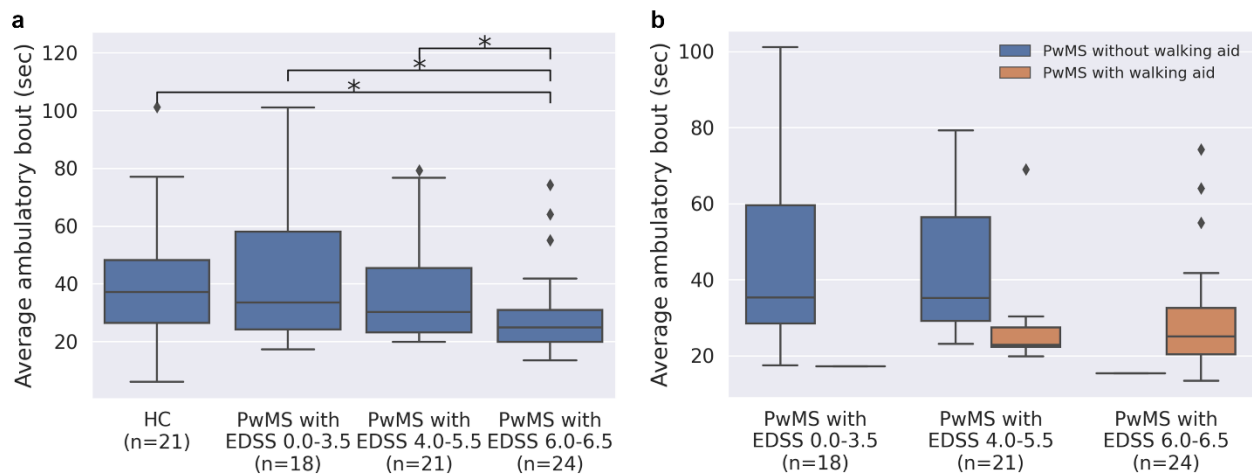 a
Average ambulatory bout (sec)
120
100
80
60
40
20
*
*
*
HC
(n=21)
PwMS with
EDSS 0.0-3.5
(n=18)
PwMS with
EDSS 4.0-5.5
(n=21)
PwMS with
EDSS 6.0-6.5
(n=24)
b
Average ambulatory bout (sec)
100
80
60
40
20
PwMS without walking aid
PwMS with walking aid
PwMS with
EDSS 0.0-3.5
(n=18)
PwMS with
EDSS 4.0-5.5
(n=21)
PwMS with
EDSS 6.0-6.5
(n=24)